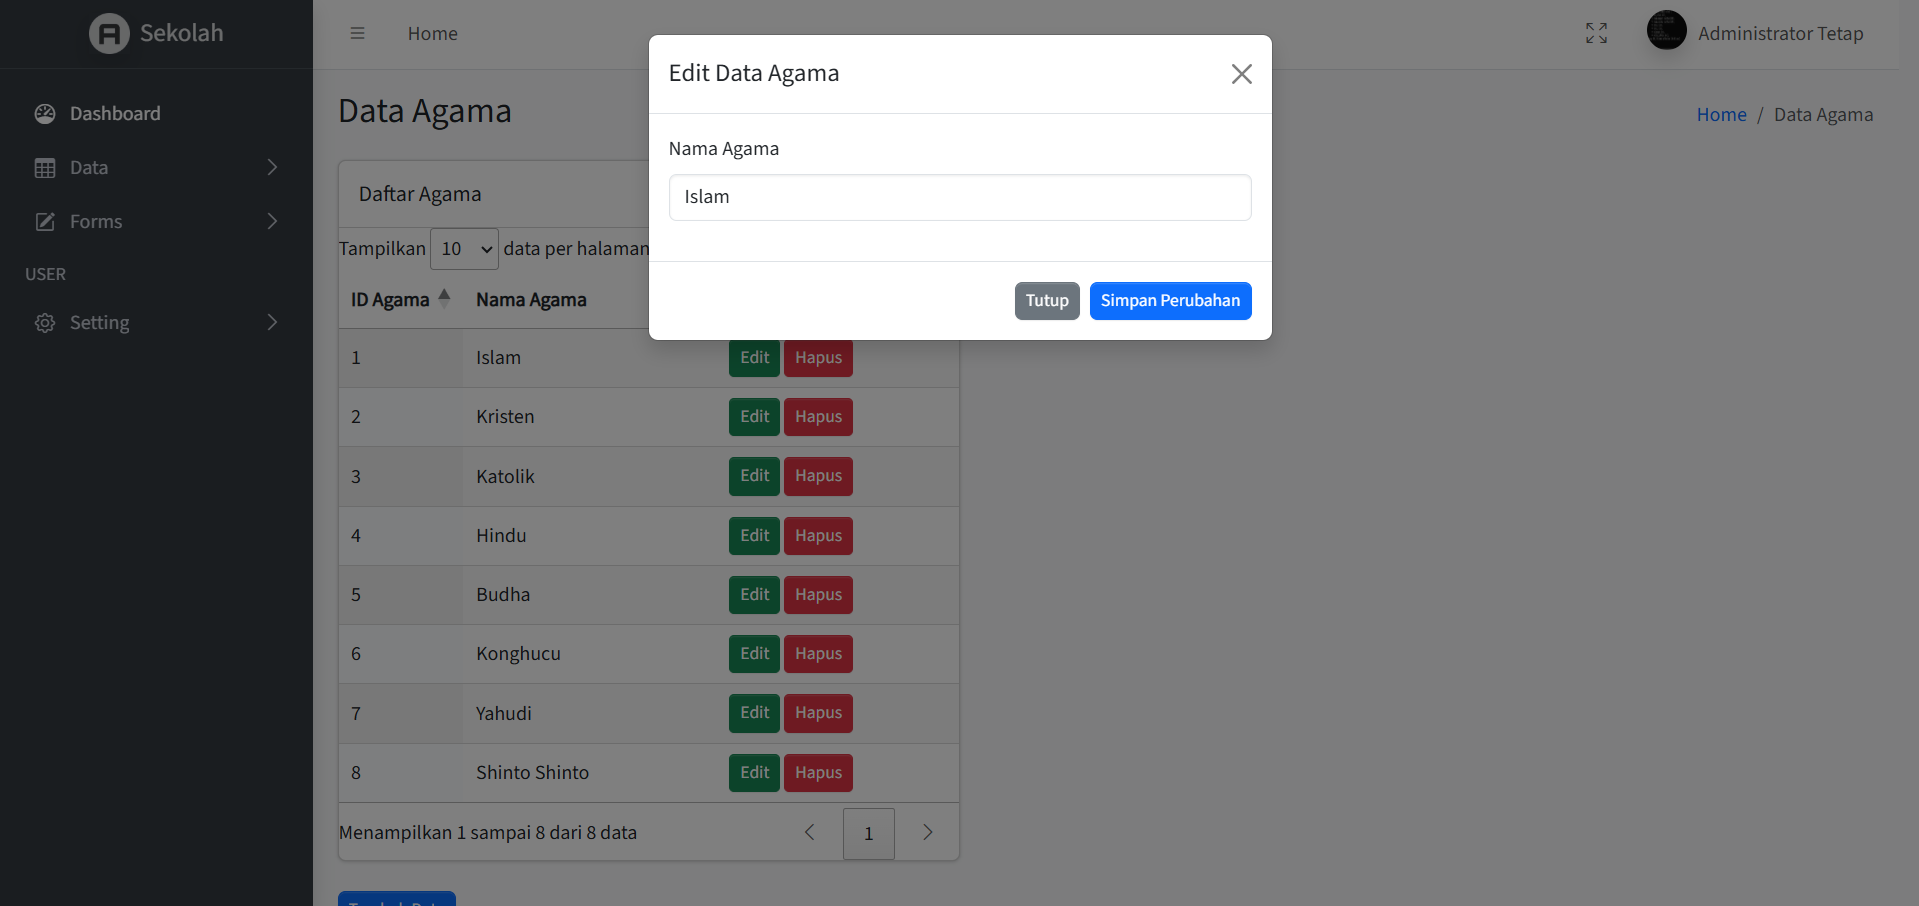 Sekolah
Home
Administrator Tetap
Dashboard
Data
Forms
USER
Setting
Data Agama
Home / Data Agama
Daftar Agama
Tampilkan 10 data per halaman
ID Agama Nama Agama
1 Islam Edit Hapus
2 Kristen Edit Hapus
3 Katolik Edit Hapus
4 Hindu Edit Hapus
5 Budha Edit Hapus
6 Konghucu Edit Hapus
7 Yahudi Edit Hapus
8 Shinto Shinto Edit Hapus
Menampilkan 1 sampai 8 dari 8 data
1
Edit Data Agama
Nama Agama
Islam
Tutup Simpan Perubahan